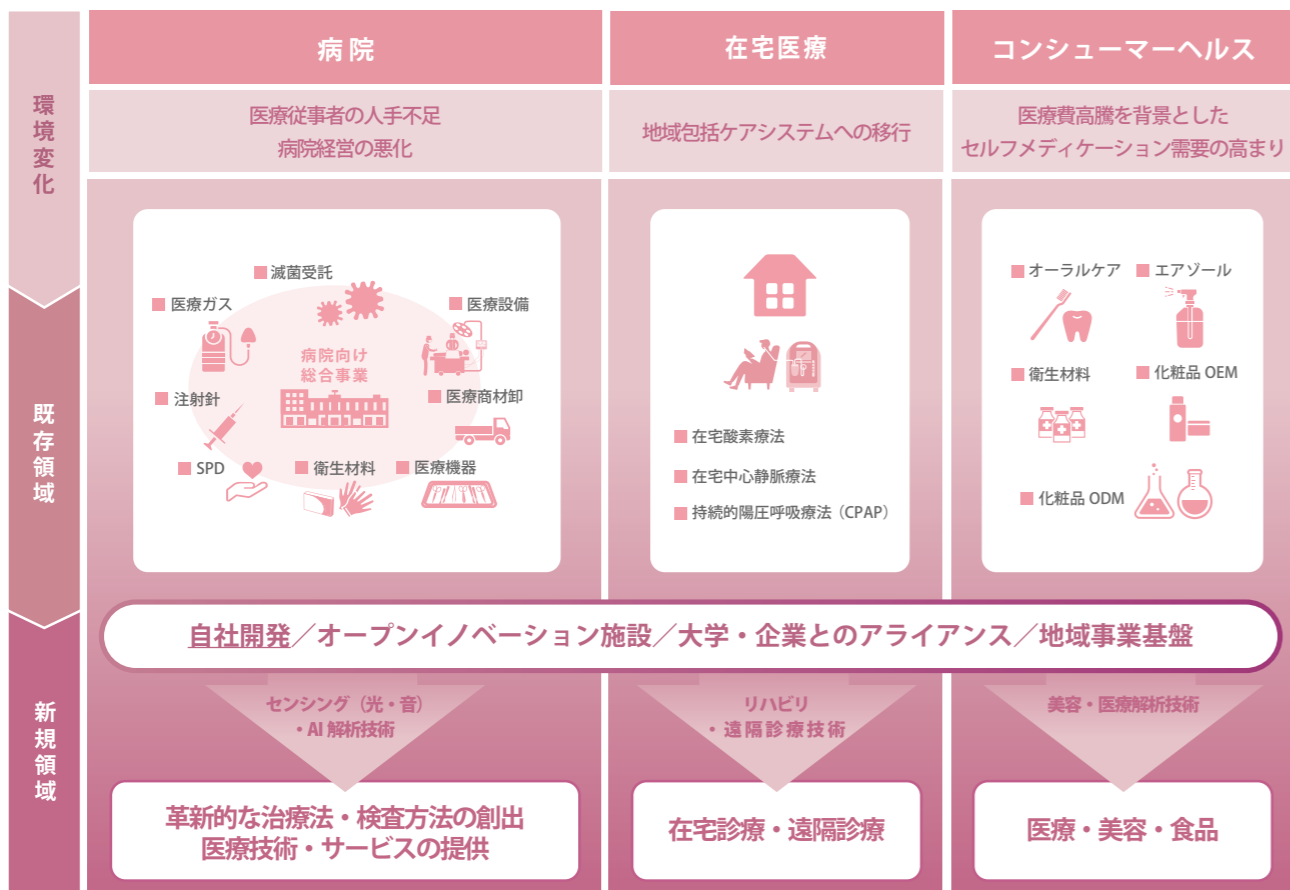 病院
在宅医療
コンシューマーヘルス
環境変化
医療従事者の人手不足
病院経営の悪化
地域包括ケアシステムへの移行
医療費高騰を背景とした
セルフメディケーション需要の高まり
既存領域
滅菌受託
医療ガス
医療設備
病院向け
総合事業
注射針
医療商材卸
SPD
衛生材料
医療機器
在宅酸素療法
在宅中心静脈療法
持続的陽圧呼吸療法（CPAP）
オーラルケア
エアゾール
衛生材料
化粧品 OEM
化粧品 ODM
自社開発／オープンイノベーション施設／大学・企業とのアライアンス／地域事業基盤
新規領域
センシング（光・音）
・AI 解析技術
リハビリ
・遠隔診療技術
美容・医療解析技術
革新的な治療法・検査方法の創出
医療技術・サービスの提供
在宅診療・遠隔診療
医療・美容・食品